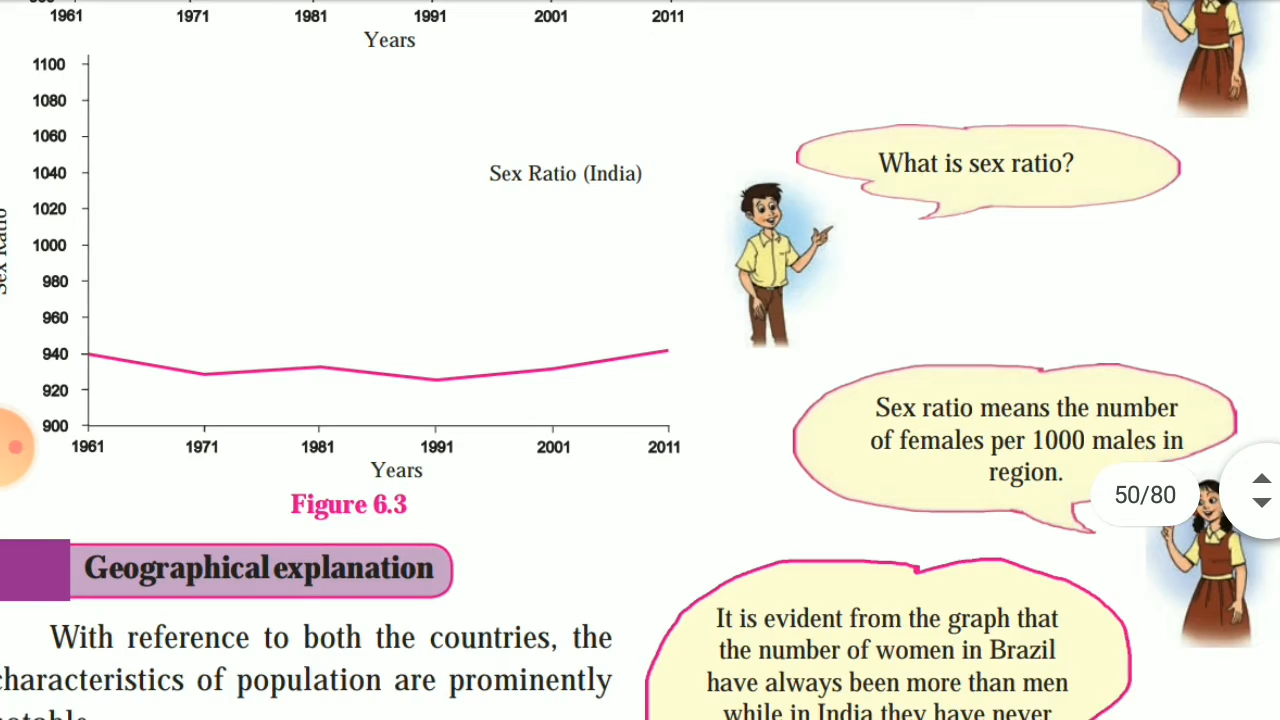 1961 1971 1981 1991 2001 2011
Years
1100
1080
1060
1040
1020
1000
980
960
940
920
900
Sex Ratio (India)
1961 1971 1981 1991 2001 2011
Years
Figure 6.3
What is sex ratio?
Sex ratio means the number
of females per 1000 males in
region.
50/80
Geographical explanation
With reference to both the countries, the
characteristics of population are prominently
It is evident from the graph that
the number of women in Brazil
have always been more than men
while in India they have never